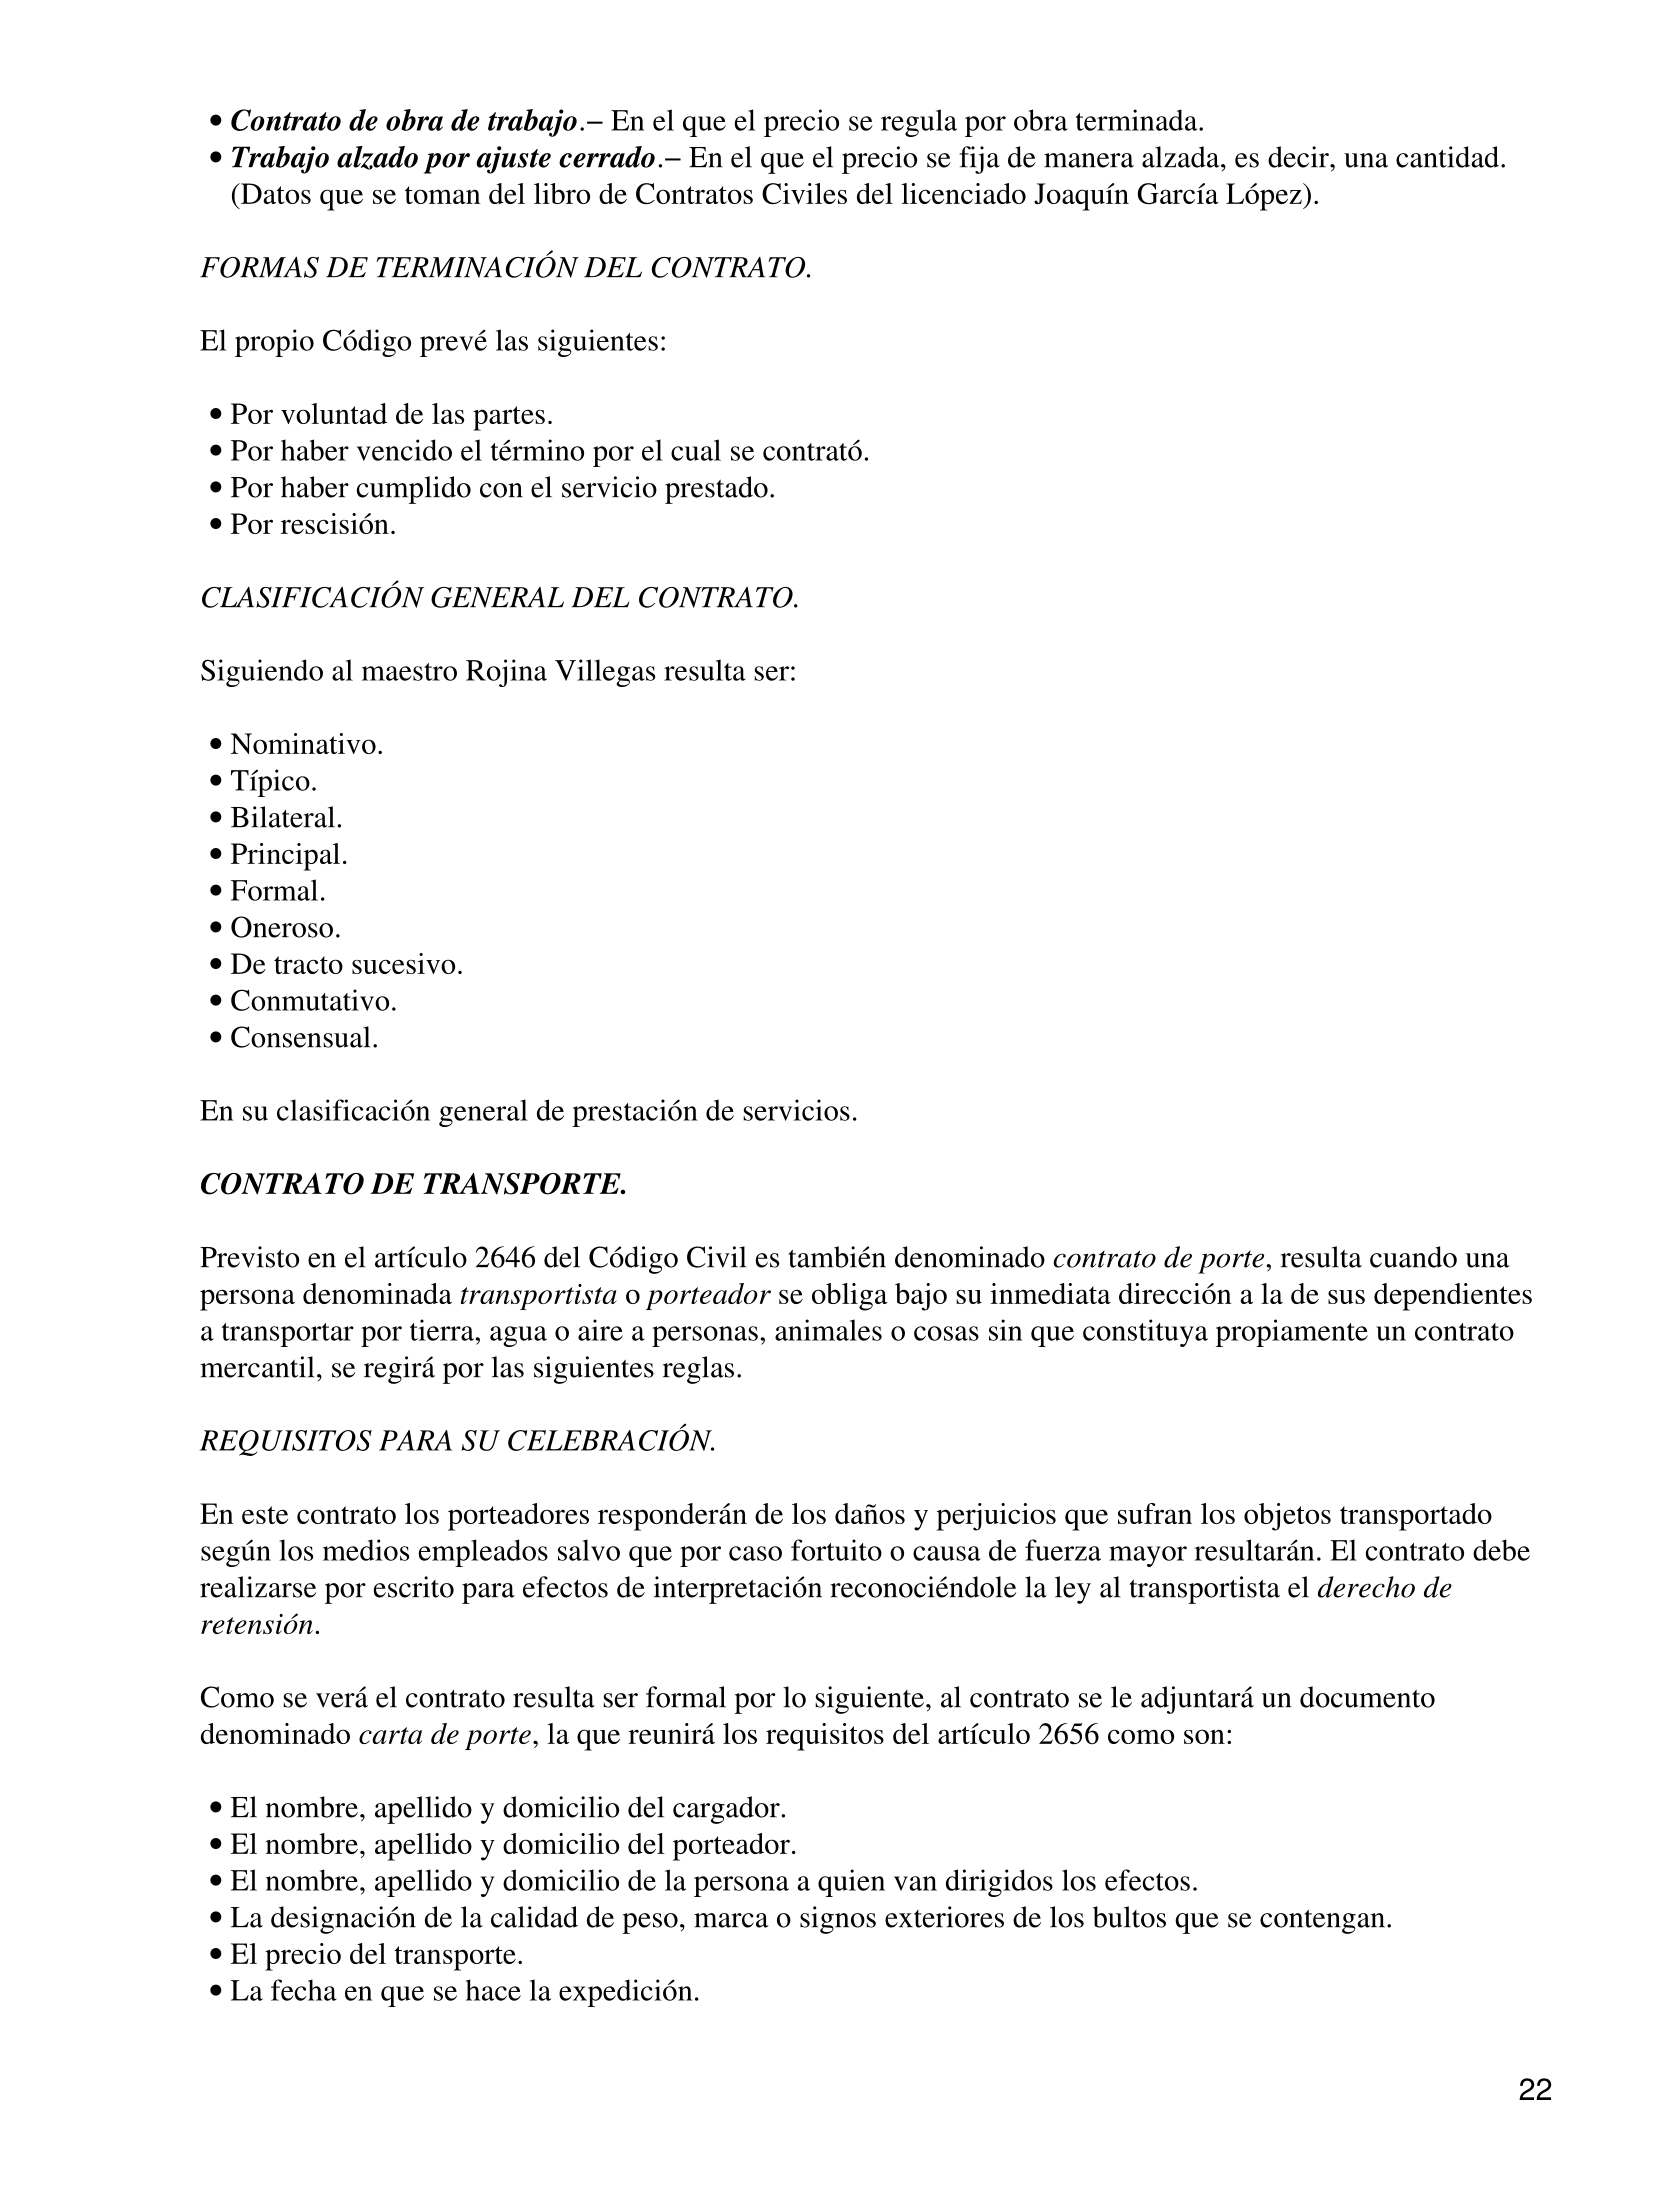 • Contrato de obra de trabajo.− En el que el precio se regula por obra terminada.
• Trabajo alzado por ajuste cerrado.− En el que el precio se fija de manera alzada, es decir, una cantidad.
(Datos que se toman del libro de Contratos Civiles del licenciado Joaquín García López).
FORMAS DE TERMINACIÓN DEL CONTRATO.
El propio Código prevé las siguientes:
• Por voluntad de las partes.
• Por haber vencido el término por el cual se contrató.
• Por haber cumplido con el servicio prestado.
• Por rescisión.
CLASIFICACIÓN GENERAL DEL CONTRATO.
Siguiendo al maestro Rojina Villegas resulta ser:
• Nominativo.
• Típico.
• Bilateral.
• Principal.
• Formal.
• Oneroso.
• De tracto sucesivo.
• Conmutativo.
• Consensual.
En su clasificación general de prestación de servicios.
CONTRATO DE TRANSPORTE.
Previsto en el artículo 2646 del Código Civil es también denominado contrato de porte, resulta cuando una
persona denominada transportista o porteador se obliga bajo su inmediata dirección a la de sus dependientes
a transportar por tierra, agua o aire a personas, animales o cosas sin que constituya propiamente un contrato
mercantil, se regirá por las siguientes reglas.
REQUISITOS PARA SU CELEBRACIÓN.
En este contrato los porteadores responderán de los daños y perjuicios que sufran los objetos transportado
según los medios empleados salvo que por caso fortuito o causa de fuerza mayor resultarán. El contrato debe
realizarse por escrito para efectos de interpretación reconociéndole la ley al transportista el derecho de
retensión.
Como se verá el contrato resulta ser formal por lo siguiente, al contrato se le adjuntará un documento
denominado carta de porte, la que reunirá los requisitos del artículo 2656 como son:
• El nombre, apellido y domicilio del cargador.
• El nombre, apellido y domicilio del porteador.
• El nombre, apellido y domicilio de la persona a quien van dirigidos los efectos.
• La designación de la calidad de peso, marca o signos exteriores de los bultos que se contengan.
• El precio del transporte.
• La fecha en que se hace la expedición.
22